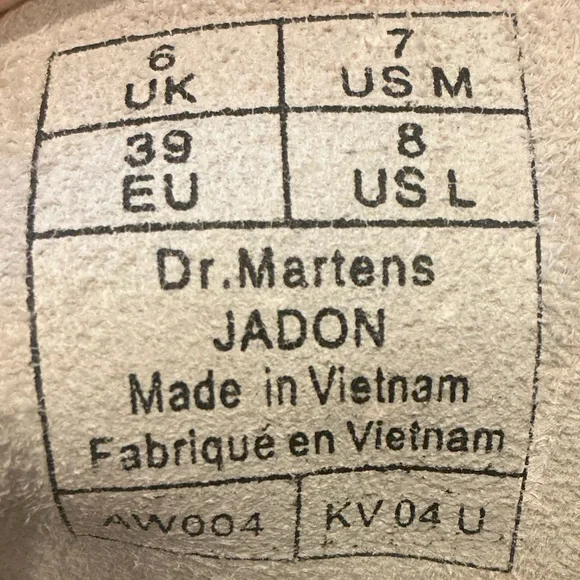 6 UK
7 US M
39 EU
8 US L
Dr.Martens
JADON
Made in Vietnam
Fabriqué en Vietnam
AW004
KV 04 U